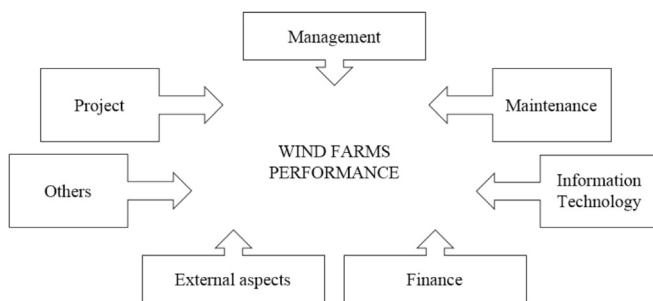 Management
Project
Maintenance
WIND FARMS
PERFORMANCE
Others
Information
Technology
External aspects
Finance